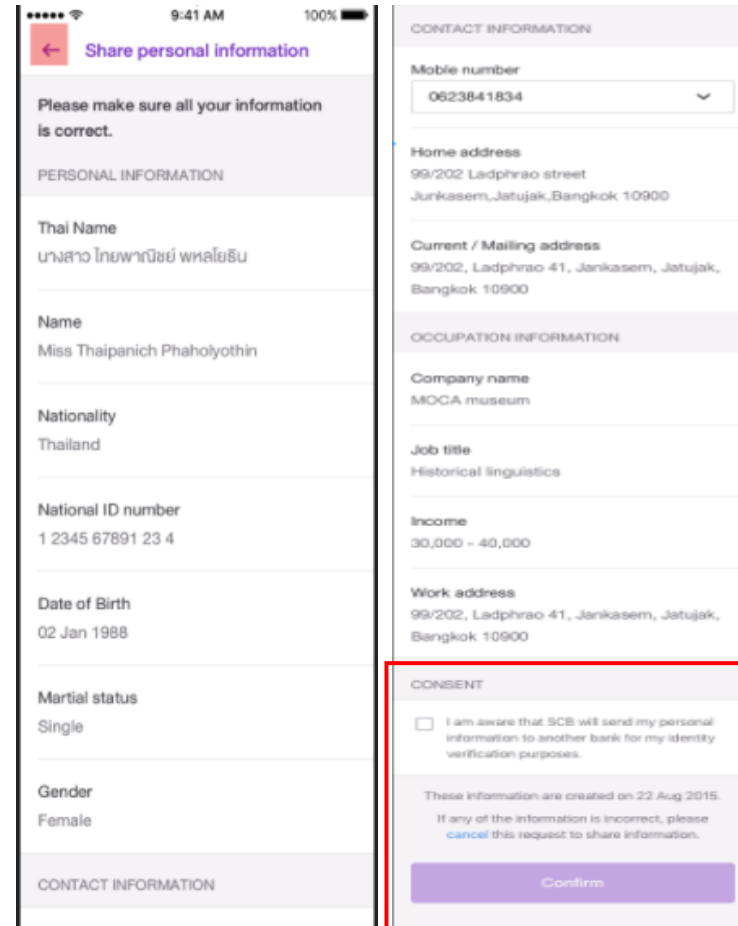 9:41 AM
100%
Share personal information
Please make sure all your information
is correct.
PERSONAL INFORMATION
Thai Name
นางสาว ไทยพาณิชย์ พหลโยธิน
Name
Miss Thaipanich Phaholyothin
Nationality
Thailand
National ID number
1 2345 67891 23 4
Date of Birth
02 Jan 1988
Martial status
Single
Gender
Female
CONTACT INFORMATION
CONTACT INFORMATION
Moble number
0623841834
Home address
99/202 Ladphrao street
Junkasem,Jatujak,Bangkok 10900
Current / Mailing address
99/202, Ladphrao 41, Jankasem, Jatujak,
Bangkok 10900
OCCUPATION INFORMATION
Company name
MOCA museum
Job title
Historical linguistics
Income
30,000 - 40,000
Work address
99/202, Ladphrao 41, Jankasem, Jatujak,
Bangkok 10900
CONSENT
I am aware that SCB will send my personal
information to another bank for my identity
verification purposes.
These information are created on 22 Aug 2015.
If any of the information is incorrect, please
cancel this request to share information.
Confirm